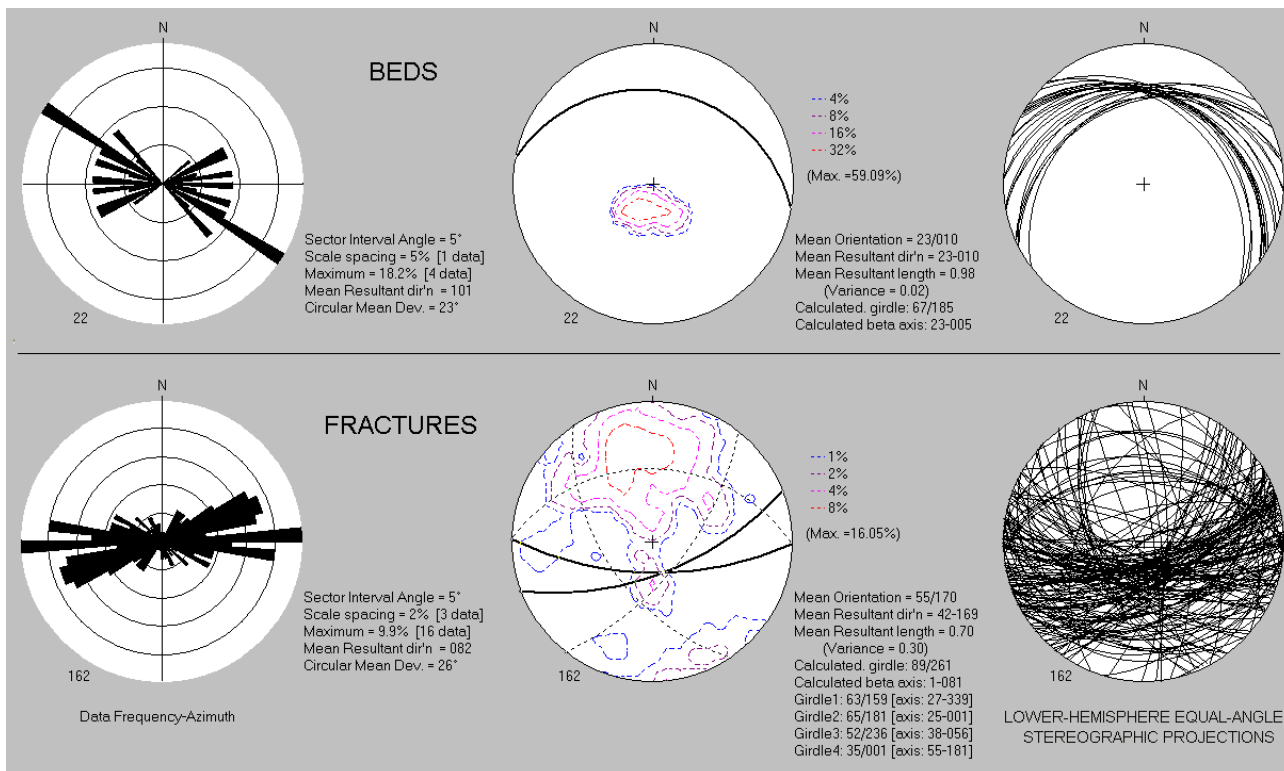 N
BEDS
Sector Interval Angle = 5°
Scale spacing = 5% [1 data]
Maximum = 18.2% [4 data]
Mean Resultant dir'n = 101
Circular Mean Dev. = 23°
22
N
4%
8%
16%
32%
(Max. =59.09%)
Mean Orientation = 23/010
Mean Resultant dir'n = 23-010
Mean Resultant length = 0.98
(Variance = 0.02)
Calculated. girdle: 67/185
Calculated beta axis: 23-005
22
N
22
N
FRACTURES
Sector Interval Angle = 5°
Scale spacing = 2% [3 data]
Maximum = 9.9% [16 data]
Mean Resultant dir'n = 082
Circular Mean Dev. = 26°
162
Data Frequency-Azimuth
N
1%
2%
4%
8%
(Max. =16.05%)
Mean Orientation = 55/170
Mean Resultant dir'n = 42-169
Mean Resultant length = 0.70
(Variance = 0.30)
Calculated. girdle: 89/261
Calculated beta axis: 1-081
Girdle1: 63/159 [axis: 27-339]
Girdle2: 65/181 [axis: 25-001]
Girdle3: 52/236 [axis: 38-056]
Girdle4: 35/001 [axis: 55-181]
162
N
162
LOWER-HEMISPHERE EQUAL-ANGLE
STEREOGRAPHIC PROJECTIONS